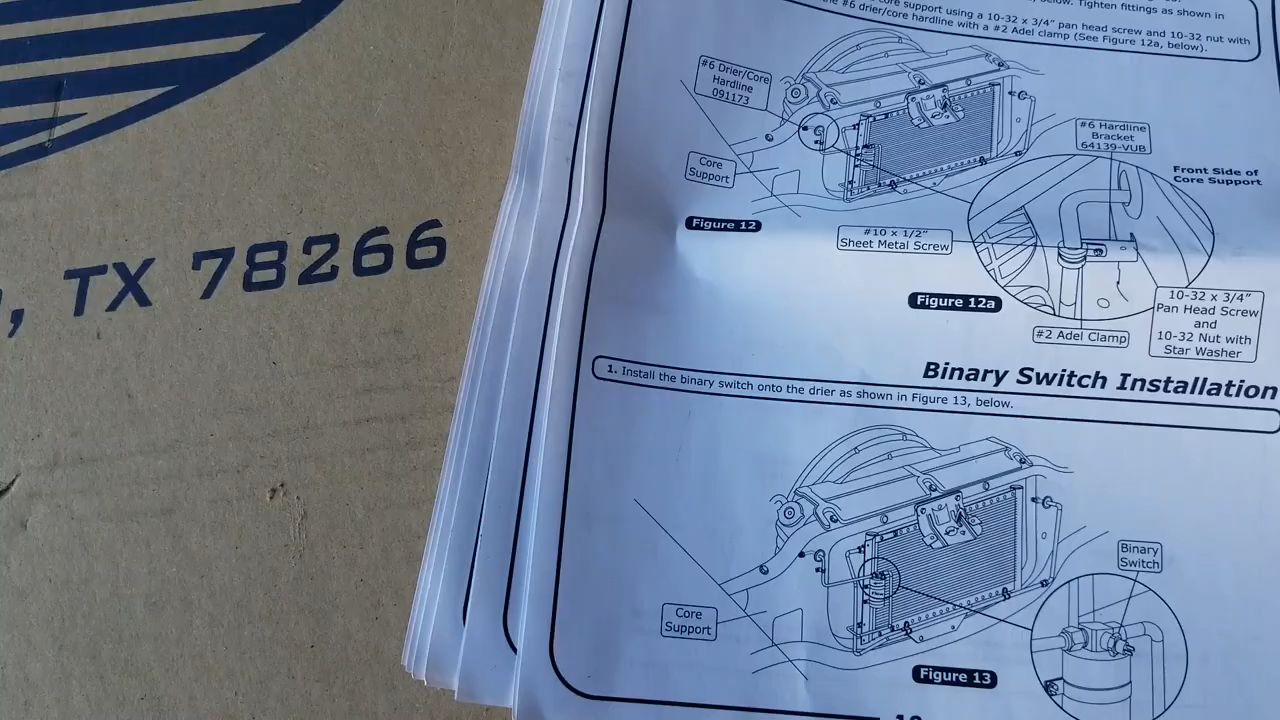 , TX 78266
below. Tighten fittings as shown in
core support using a 10-32 x 3/4” pan head screw and 10-32 nut with
#6 drier/core hardline with a #2 Adel clamp (See Figure 12a, below).
#6 Drier/Core
Hardline
091173
#6 Hardline
Bracket
64139-VUB
Core
Support
Front Side of
Core Support
Figure 12
#10 x 1/2”
Sheet Metal Screw
Figure 12a
10-32 x 3/4”
Pan Head Screw
and
10-32 Nut with
Star Washer
#2 Adel Clamp
Binary Switch Installation
1. Install the binary switch onto the drier as shown in Figure 13, below.
Binary
Switch
Core
Support
Figure 13